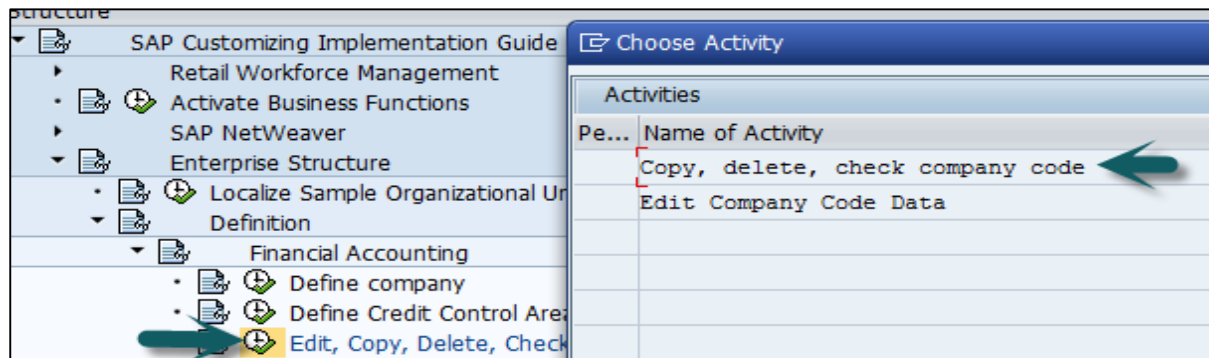 Structure
SAP Customizing Implementation Guide
Retail Workforce Management
Activate Business Functions
SAP NetWeaver
Enterprise Structure
Localize Sample Organizational Un
Definition
Financial Accounting
Define company
Define Credit Control Area
Edit, Copy, Delete, Check
Choose Activity
Activities
Pe... Name of Activity
Copy, delete, check company code
Edit Company Code Data